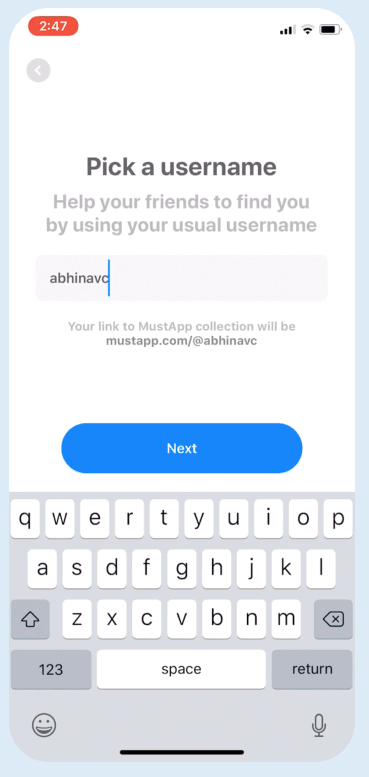 2:47
Pick a username
Help your friends to find you
by using your usual username
abhinavc
Your link to MustApp collection will be
mustapp.com/@abhinavc
Next
q w e r t y u i o p
a s d f g h j k l
z x c v b n m
123 space return